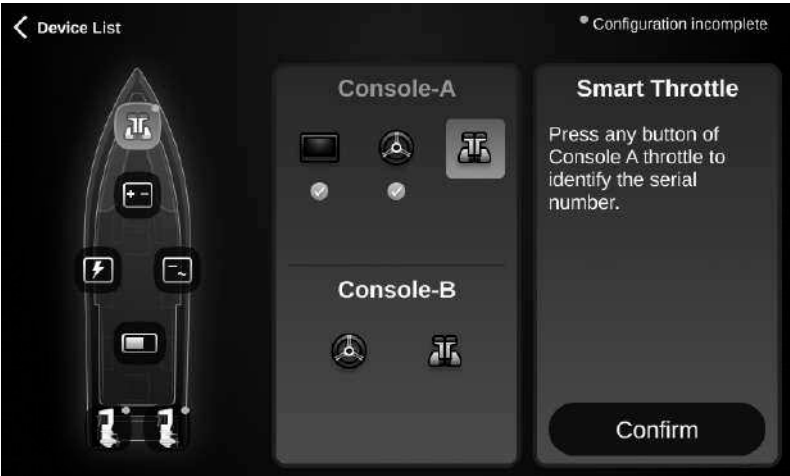 Device List
Configuration incomplete
Console-A
Console-B
Smart Throttle
Press any button of
Console A throttle to
identify the serial
number.
Confirm